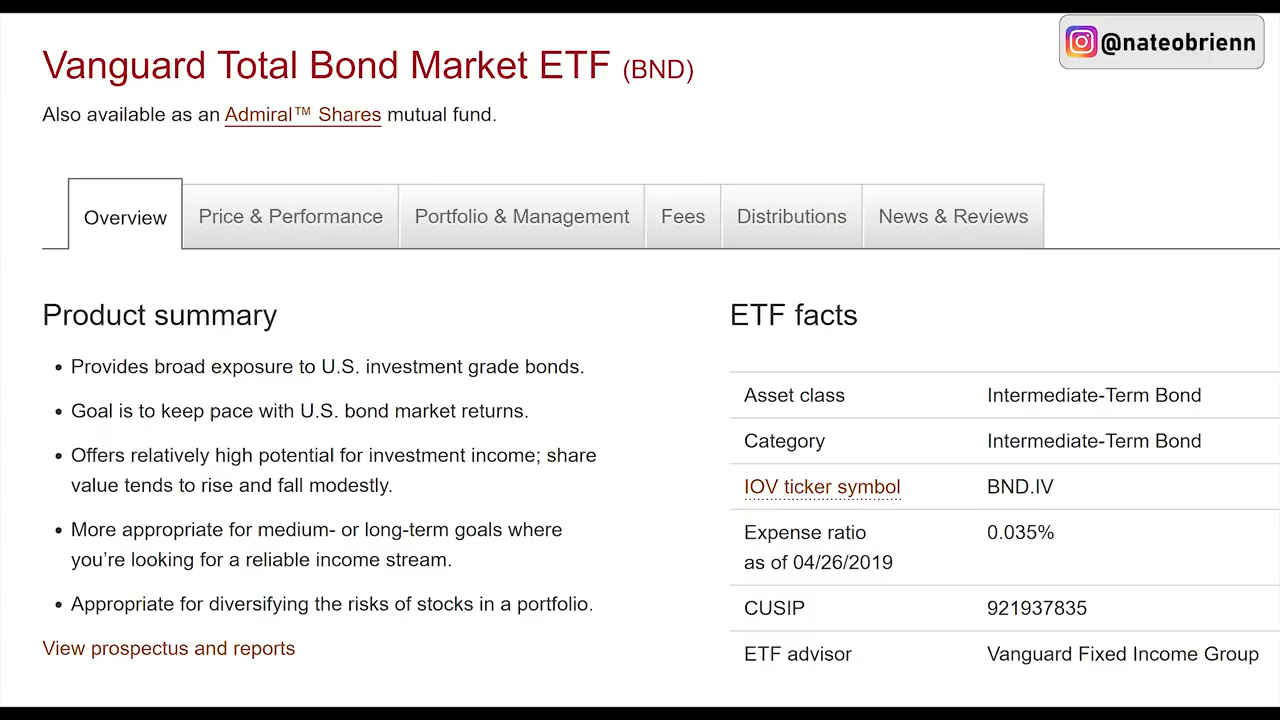 @nateobrienn
Vanguard Total Bond Market ETF (BND)
Also available as an Admiral™ Shares mutual fund.
Overview
Price & Performance
Portfolio & Management
Fees
Distributions
News & Reviews
Product summary
• Provides broad exposure to U.S. investment grade bonds.
• Goal is to keep pace with U.S. bond market returns.
• Offers relatively high potential for investment income; share
value tends to rise and fall modestly.
• More appropriate for medium- or long-term goals where
you’re looking for a reliable income stream.
• Appropriate for diversifying the risks of stocks in a portfolio.
View prospectus and reports
ETF facts
Asset class Intermediate-Term Bond
Category Intermediate-Term Bond
IOV ticker symbol BND.IV
Expense ratio 0.035%
as of 04/26/2019
CUSIP 921937835
ETF advisor Vanguard Fixed Income Group